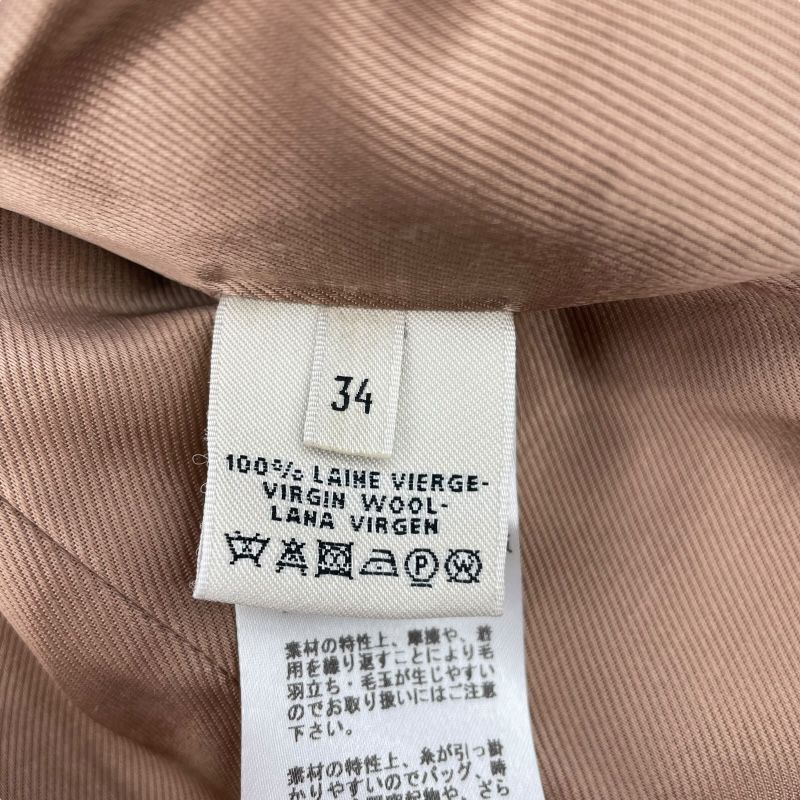 34
100% LAINE VIERGE-
VIRGIN WOOL-
LANA VIRGEN
P W
素材の特性上、摩擦や、着
用を繰り返すことにより毛
羽立ち・毛玉が生じやすい
のでお取り扱いにはご注意
下さい。
素材の特性上、糸が引っ掛
かりやすいのでバッグ、時
や、ざら